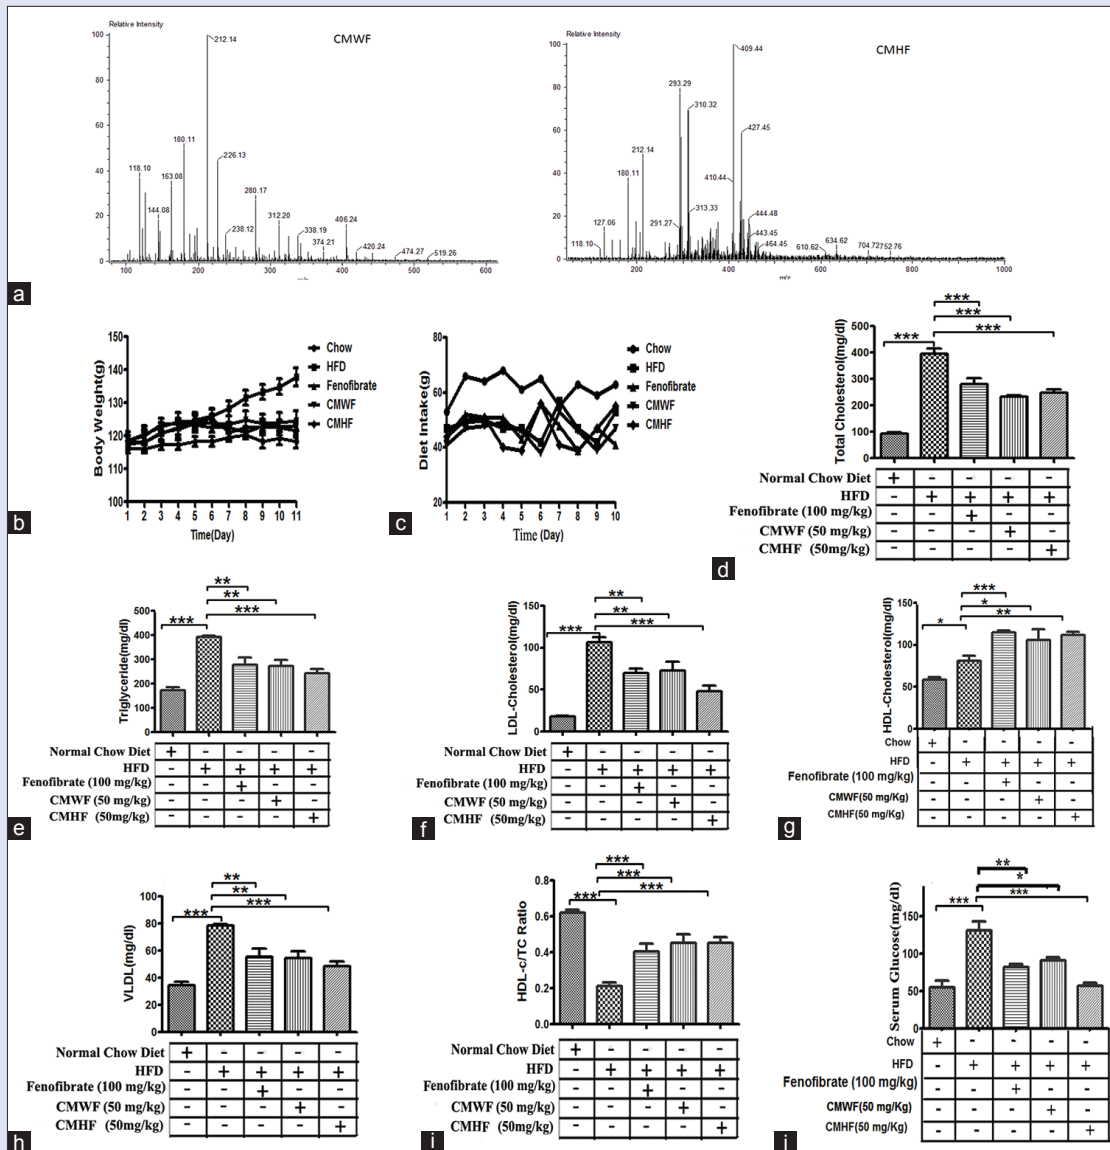 Relative Intensity
CMWF
100
80
60
40
20
0
212.14
180.11
226.13
118.10
163.08
144.08
280.17
238.12
312.20
338.19
374.21
406.24
420.24
474.27
519.26
100 200 300 400 500 600
Relative Intensity
CMHF
100
80
60
40
20
0
409.44
293.29
310.32
427.45
212.14
180.11
410.44
127.06
118.10
291.27
313.33
444.48
443.45
464.45
610.62
634.62
704.72
752.76
200 400 600 800 1000
m/z
a
Body Weight(g)
150
140
130
120
110
100
1 2 3 4 5 6 7 8 9 10 11
Time(Day)
Chow
HFD
Fenofibrate
CMWF
CMHF
b
Diet Intake(g)
80
60
40
20
1 2 3 4 5 6 7 8 9 10
Time (Day)
Chow
HFD
Fenofibrate
CMWF
CMHF
c
Total Cholesterol(mg/dl)
500
400
300
200
100
0
***
***
***
***
Normal Chow Diet + - - - -
HFD - + + + +
Fenofibrate (100 mg/kg) - - + - -
CMWF (50 mg/kg) - - - + -
CMHF (50mg/kg) - - - - +
d
Triglyceride(mg/dl)
500
400
300
200
100
0
**
**
***
***
Normal Chow Diet + - - - -
HFD - + + + +
Fenofibrate (100 mg/kg) - - + - -
CMWF (50 mg/kg) - - - + -
CMHF (50mg/kg) - - - - +
e
LDL-Cholesterol(mg/dl)
150
100
50
0
**
**
***
***
Normal Chow Diet + - - - -
HFD - + + + +
Fenofibrate (100 mg/kg) - - + - -
CMWF (50 mg/kg) - - - + -
CMHF (50mg/kg) - - - - +
f
HDL-Cholesterol(mg/dl)
150
100
50
0
***
*
**
*
Chow + - - - -
HFD - + + + +
Fenofibrate (100 mg/kg) - - + - -
CMWF(50 mg/Kg) - - - + -
CMHF(50 mg/Kg) - - - - +
g
VLDL(mg/dl)
100
80
60
40
20
0
**
**
***
***
Normal Chow Diet + - - - -
HFD - + + + +
Fenofibrate (100 mg/kg) - - + - -
CMWF (50 mg/kg) - - - + -
CMHF (50mg/kg) - - - - +
h
HDL-c/TC Ratio
0.8
0.6
0.4
0.2
0.0
***
***
***
***
Normal Chow Diet + - - - -
HFD - + + + +
Fenofibrate (100 mg/kg) - - + - -
CMWF (50 mg/kg) - - - + -
CMHF (50mg/kg) - - - - +
i
Serum Glucose(mg/dl)
150
100
50
0
**
*
***
***
Chow + - - - -
HFD - + + + +
Fenofibrate (100 mg/kg) - - + - -
CMWF(50 mg/Kg) - - - + -
CMHF(50 mg/Kg) - - - - +
j